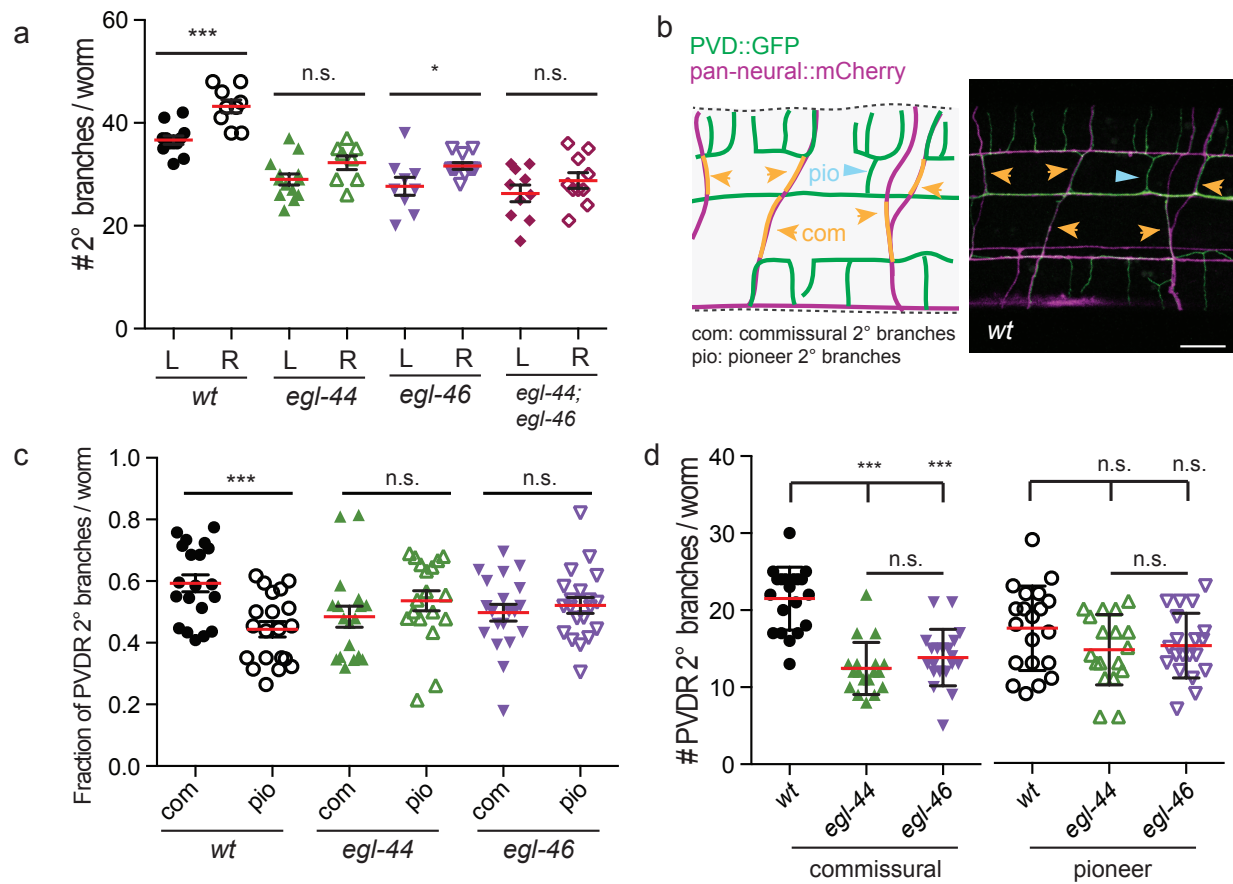 a
# 2° branches / worm
60
40
20
0
***
n.s.
*
n.s.
L R L R L R L R
wt egl-44 egl-46 egl-44;
egl-46
b
PVD::GFP
pan-neural::mCherry
pio
com
com: commissural 2° branches
pio: pioneer 2° branches
wt
c
Fraction of PVDR 2° branches / worm
1.0
0.8
0.6
0.4
0.2
0.0
***
n.s.
n.s.
com pio com pio com pio
wt egl-44 egl-46
d
# PVDR 2° branches / worm
40
30
20
10
0
*** ***
n.s.
n.s. n.s.
n.s.
wt egl-44 egl-46 wt egl-44 egl-46
commissural pioneer